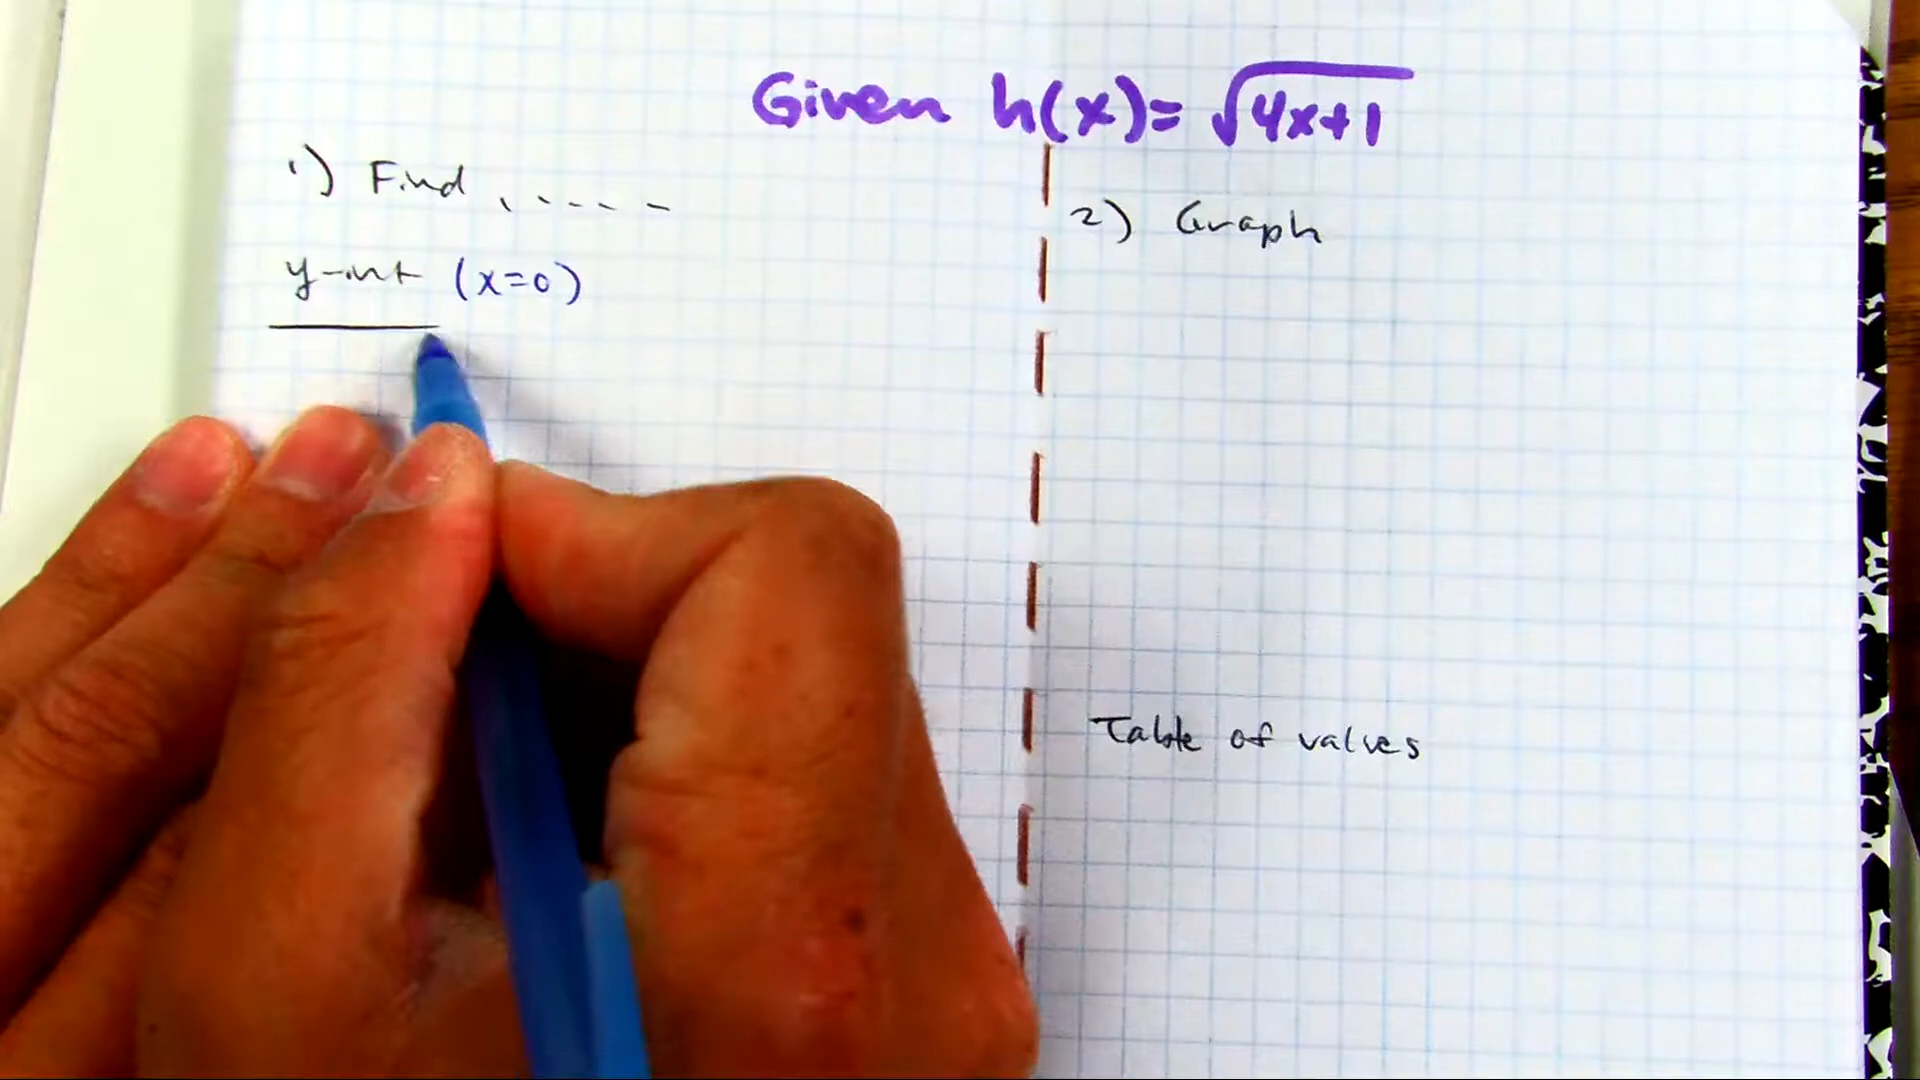 Given h(x)= √4x+1
1) Find , - - - - -
y-int (x=0)
2) Graph
Table of values